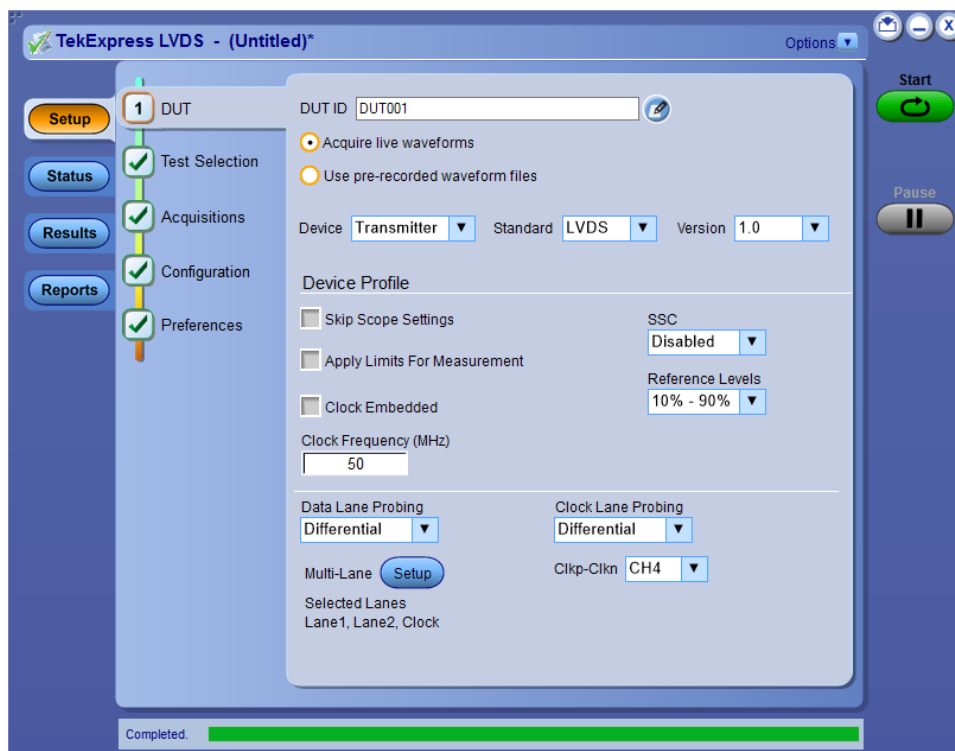 TekExpress LVDS - (Untitled)*
Options
X
Start
Setup
Status
Results
Reports
1 DUT
Test Selection
Acquisitions
Configuration
Preferences
Pause
DUT ID DUT001
Acquire live waveforms
Use pre-recorded waveform files
Device Transmitter Standard LVDS Version 1.0
Device Profile
Skip Scope Settings
SSC
Disabled
Apply Limits For Measurement
Reference Levels
10% - 90%
Clock Embedded
Clock Frequency (MHz)
50
Data Lane Probing
Differential
Clock Lane Probing
Differential
Multi-Lane Setup
Clkp-Clkn CH4
Selected Lanes
Lane1, Lane2, Clock
Completed.